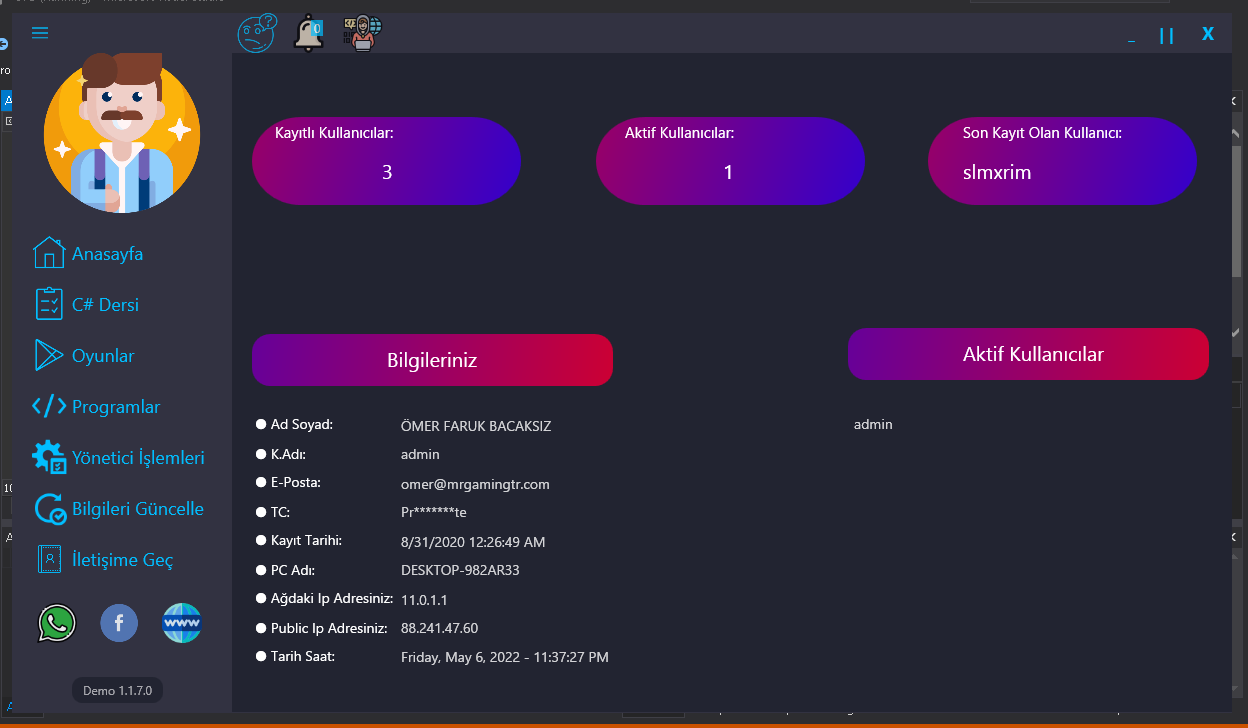 0
_ || X
Kayıtlı Kullanıcılar:
3
Aktif Kullanıcılar:
1
Son Kayıt Olan Kullanıcı:
slmxrim
Anasayfa
C# Dersi
Oyunlar
Programlar
Yönetici İşlemleri
Bilgileri Güncelle
İletişime Geç
www
Demo 1.1.7.0
Bilgileriniz
Ad Soyad: ÖMER FARUK BACAKSIZ
K.Adı: admin
E-Posta: omer@mrgamingtr.com
TC: Pr*******te
Kayıt Tarihi: 8/31/2020 12:26:49 AM
PC Adı: DESKTOP-982AR33
Ağdaki Ip Adresiniz: 11.0.1.1
Public Ip Adresiniz: 88.241.47.60
Tarih Saat: Friday, May 6, 2022 - 11:37:27 PM
Aktif Kullanıcılar
admin